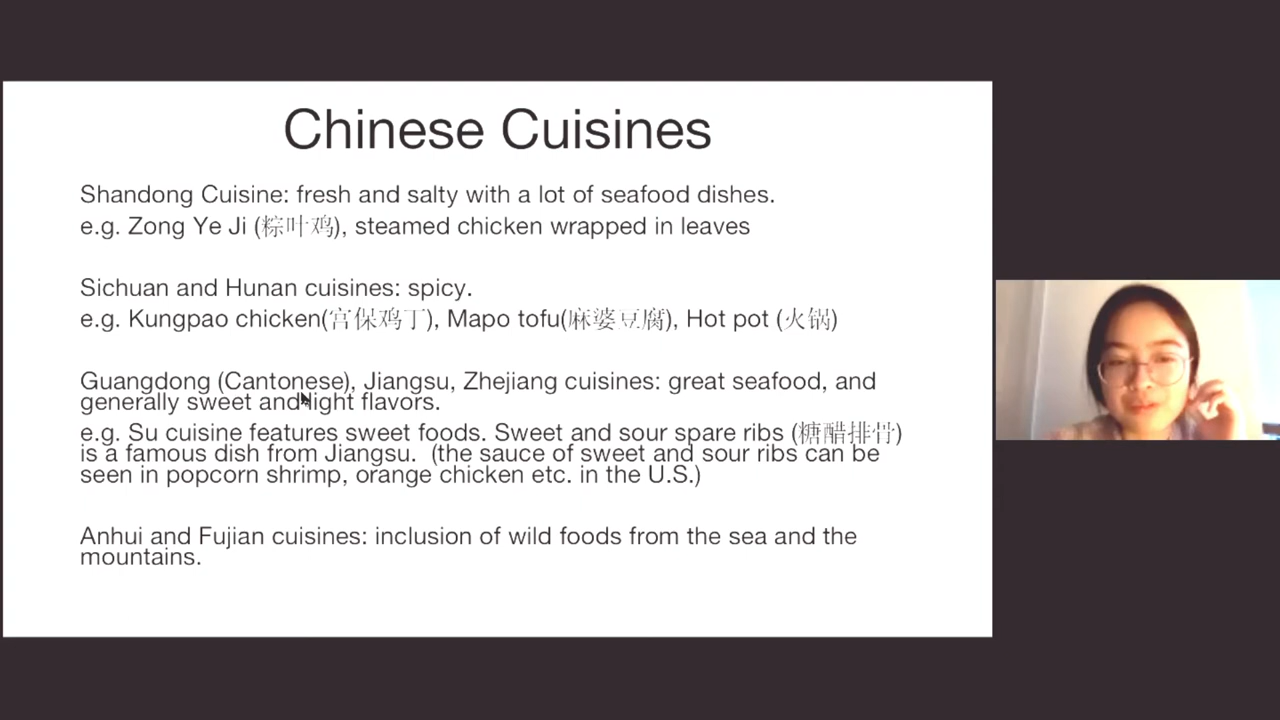 Chinese Cuisines
Shandong Cuisine: fresh and salty with a lot of seafood dishes.
e.g. Zong Ye Ji (粽叶鸡), steamed chicken wrapped in leaves
Sichuan and Hunan cuisines: spicy.
e.g. Kungpao chicken(宫保鸡丁), Mapo tofu(麻婆豆腐), Hot pot (火锅)
Guangdong (Cantonese), Jiangsu, Zhejiang cuisines: great seafood, and
generally sweet and light flavors.
e.g. Su cuisine features sweet foods. Sweet and sour spare ribs (糖醋排骨)
is a famous dish from Jiangsu.  (the sauce of sweet and sour ribs can be
seen in popcorn shrimp, orange chicken etc. in the U.S.)
Anhui and Fujian cuisines: inclusion of wild foods from the sea and the
mountains.